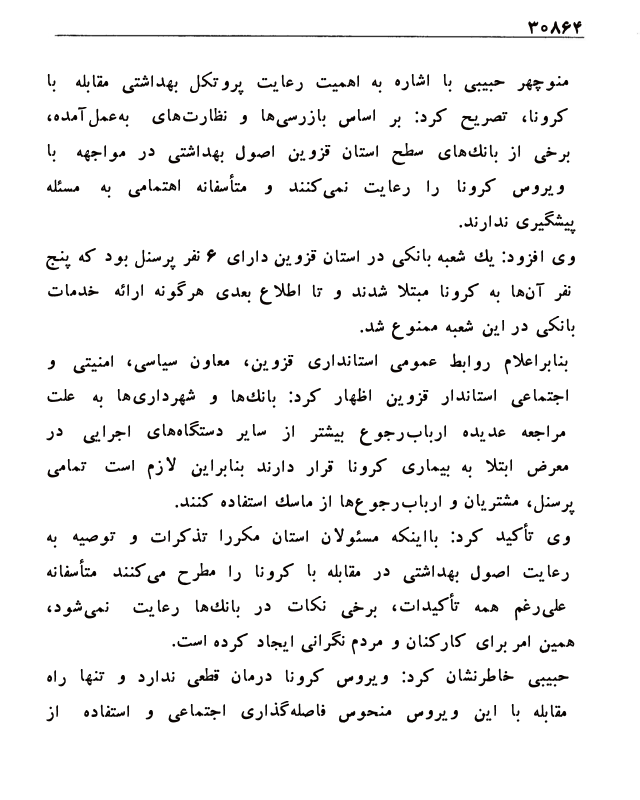 ۳۰۸۶۴
منوچهر حبیبی با اشاره به اهمیت رعایت پروتکل بهداشتی مقابله با
کرونا، تصریح کرد: بر اساس بازرسی‌ها و نظارت‌های به‌عمل‌آمده،
برخی از بانك‌های سطح استان قزوین اصول بهداشتی در مواجهه با
ویروس کرونا را رعایت نمی‌کنند و متأسفانه اهتمامی به مسئله
پیشگیری ندارند.
وی افزود: یك شعبه بانکی در استان قزوین دارای ۶ نفر پرسنل بود که پنج
نفر آن‌ها به کرونا مبتلا شدند و تا اطلاع بعدی هرگونه ارائه خدمات
بانکی در این شعبه ممنوع شد.
بنابراعلام روابط عمومی استانداری قزوین، معاون سیاسی، امنیتی و
اجتماعی استاندار قزوین اظهار کرد: بانك‌ها و شهرداری‌ها به علت
مراجعه عدیده ارباب‌رجوع بیشتر از سایر دستگاه‌های اجرایی در
معرض ابتلا به بیماری کرونا قرار دارند بنابراین لازم است تمامی
پرسنل، مشتریان و ارباب‌رجوع‌ها از ماسك استفاده کنند.
وی تأکید کرد: بااینکه مسئولان استان مکررا تذکرات و توصیه به
رعایت اصول بهداشتی در مقابله با کرونا را مطرح می‌کنند متأسفانه
علی‌رغم همه تأکیدات، برخی نکات در بانك‌ها رعایت نمی‌شود،
همین امر برای کارکنان و مردم نگرانی ایجاد کرده است.
حبیبی خاطرنشان کرد: ویروس کرونا درمان قطعی ندارد و تنها راه
مقابله با این ویروس منحوس فاصله‌گذاری اجتماعی و استفاده از